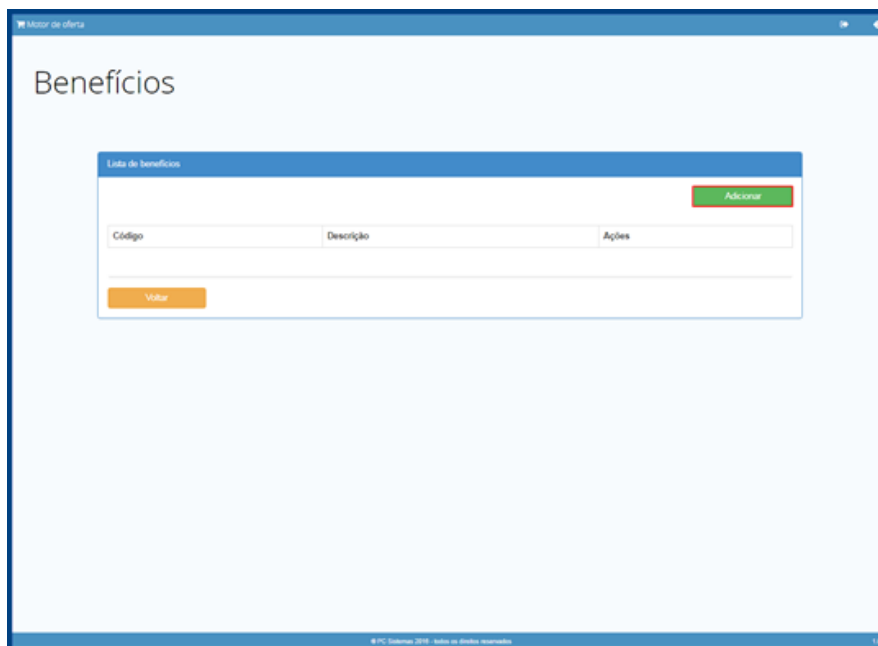 Motor de oferta
Benefícios
Lista de benefícios
Adicionar
Código Descrição Ações
Voltar
© PC Sistemas 2016 - todos os direitos reservados